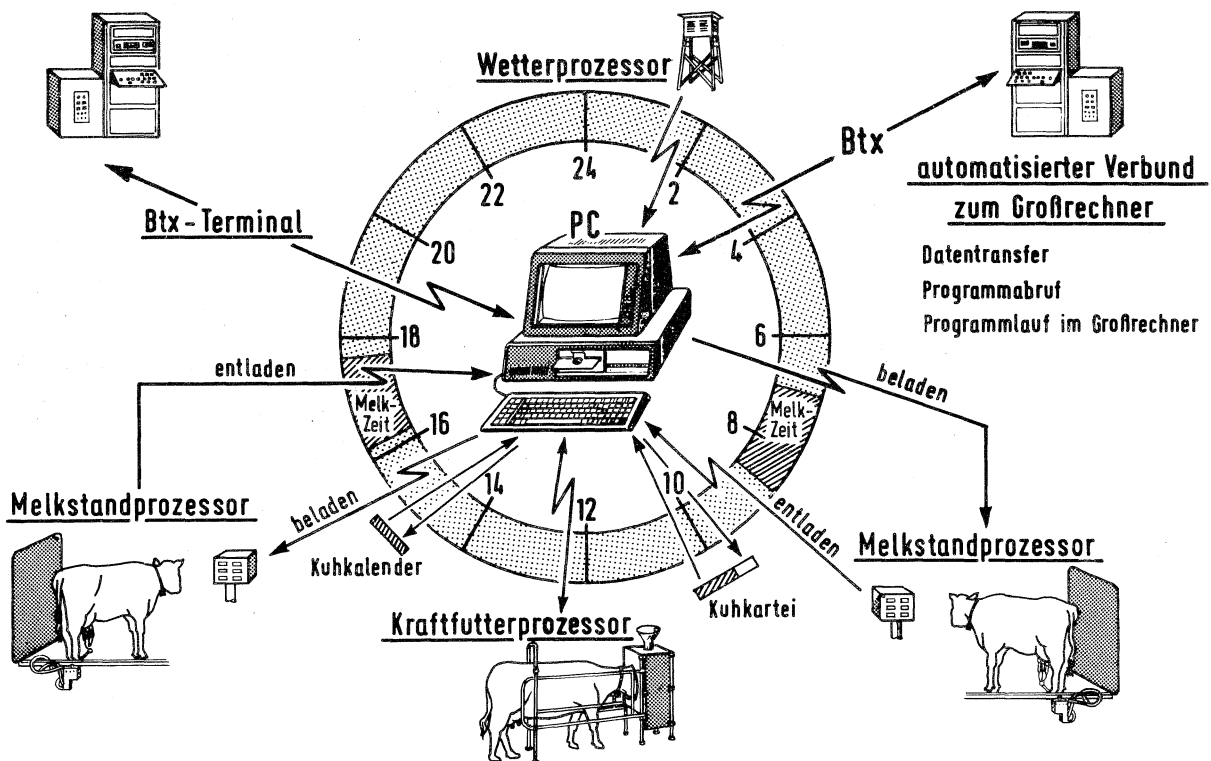 Wetterprozessor
Btx
automatisierter Verbund
zum Großrechner
Datentransfer
Programmabruf
Programmlauf im Großrechner
Btx-Terminal
PC
24
2
4
6
8
10
12
14
16
18
20
22
Melk-
Zeit
Melk-
Zeit
entladen
beladen
beladen
entladen
Melkstandprozessor
Kuhkalender
Kraftfutterprozessor
Kuhkartei
Melkstandprozessor